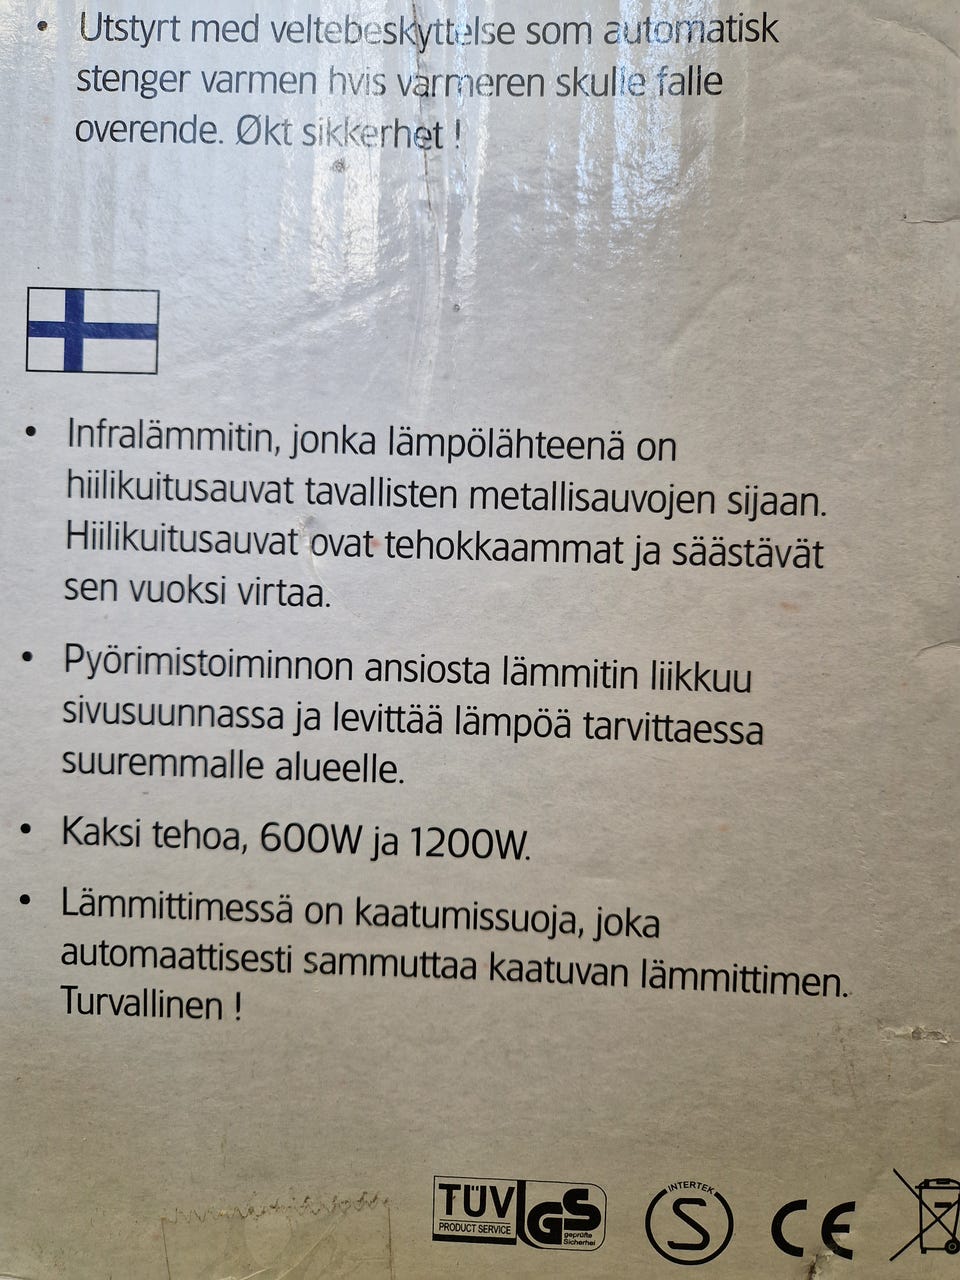 • Utstyrt med veltebeskyttelse som automatisk
stenger varmen hvis varmeren skulle falle
overende. Økt sikkerhet !
• Infralämmitin, jonka lämpölähteenä on
hiilikuitusauvat tavallisten metallisauvojen sijaan.
Hiilikuitusauvat ovat tehokkaammat ja säästävät
sen vuoksi virtaa.
• Pyörimistoiminnon ansiosta lämmitin liikkuu
sivusuunnassa ja levittää lämpöä tarvittaessa
suuremmalle alueelle.
• Kaksi tehoa, 600W ja 1200W.
• Lämmittimessä on kaatumissuoja, joka
automaattisesti sammuttaa kaatuvan lämmittimen.
Turvallinen !
TÜV
PRODUCT SERVICE
GS
geprüfte
Sicherheit
INTERTEK
S
CE